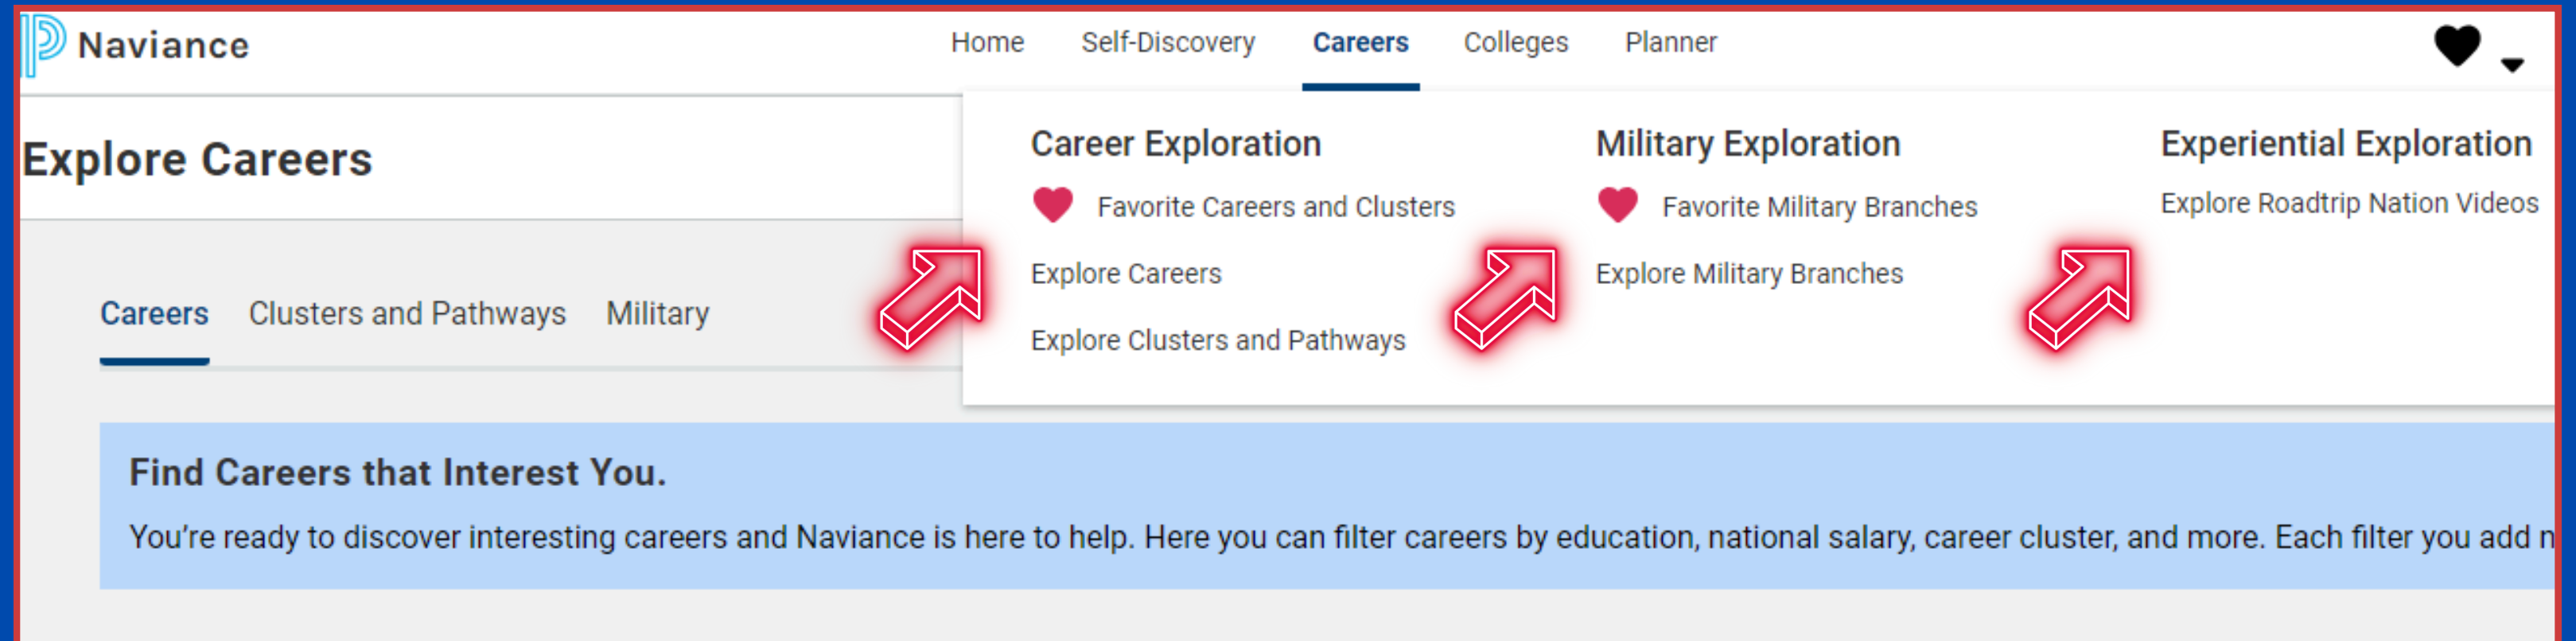 Naviance
Home Self-Discovery Careers Colleges Planner
Explore Careers
Career Exploration
Favorite Careers and Clusters
Explore Careers
Explore Clusters and Pathways
Military Exploration
Favorite Military Branches
Explore Military Branches
Experiential Exploration
Explore Roadtrip Nation Videos
Careers Clusters and Pathways Military
Find Careers that Interest You.
You’re ready to discover interesting careers and Naviance is here to help. Here you can filter careers by education, national salary, career cluster, and more. Each filter you add